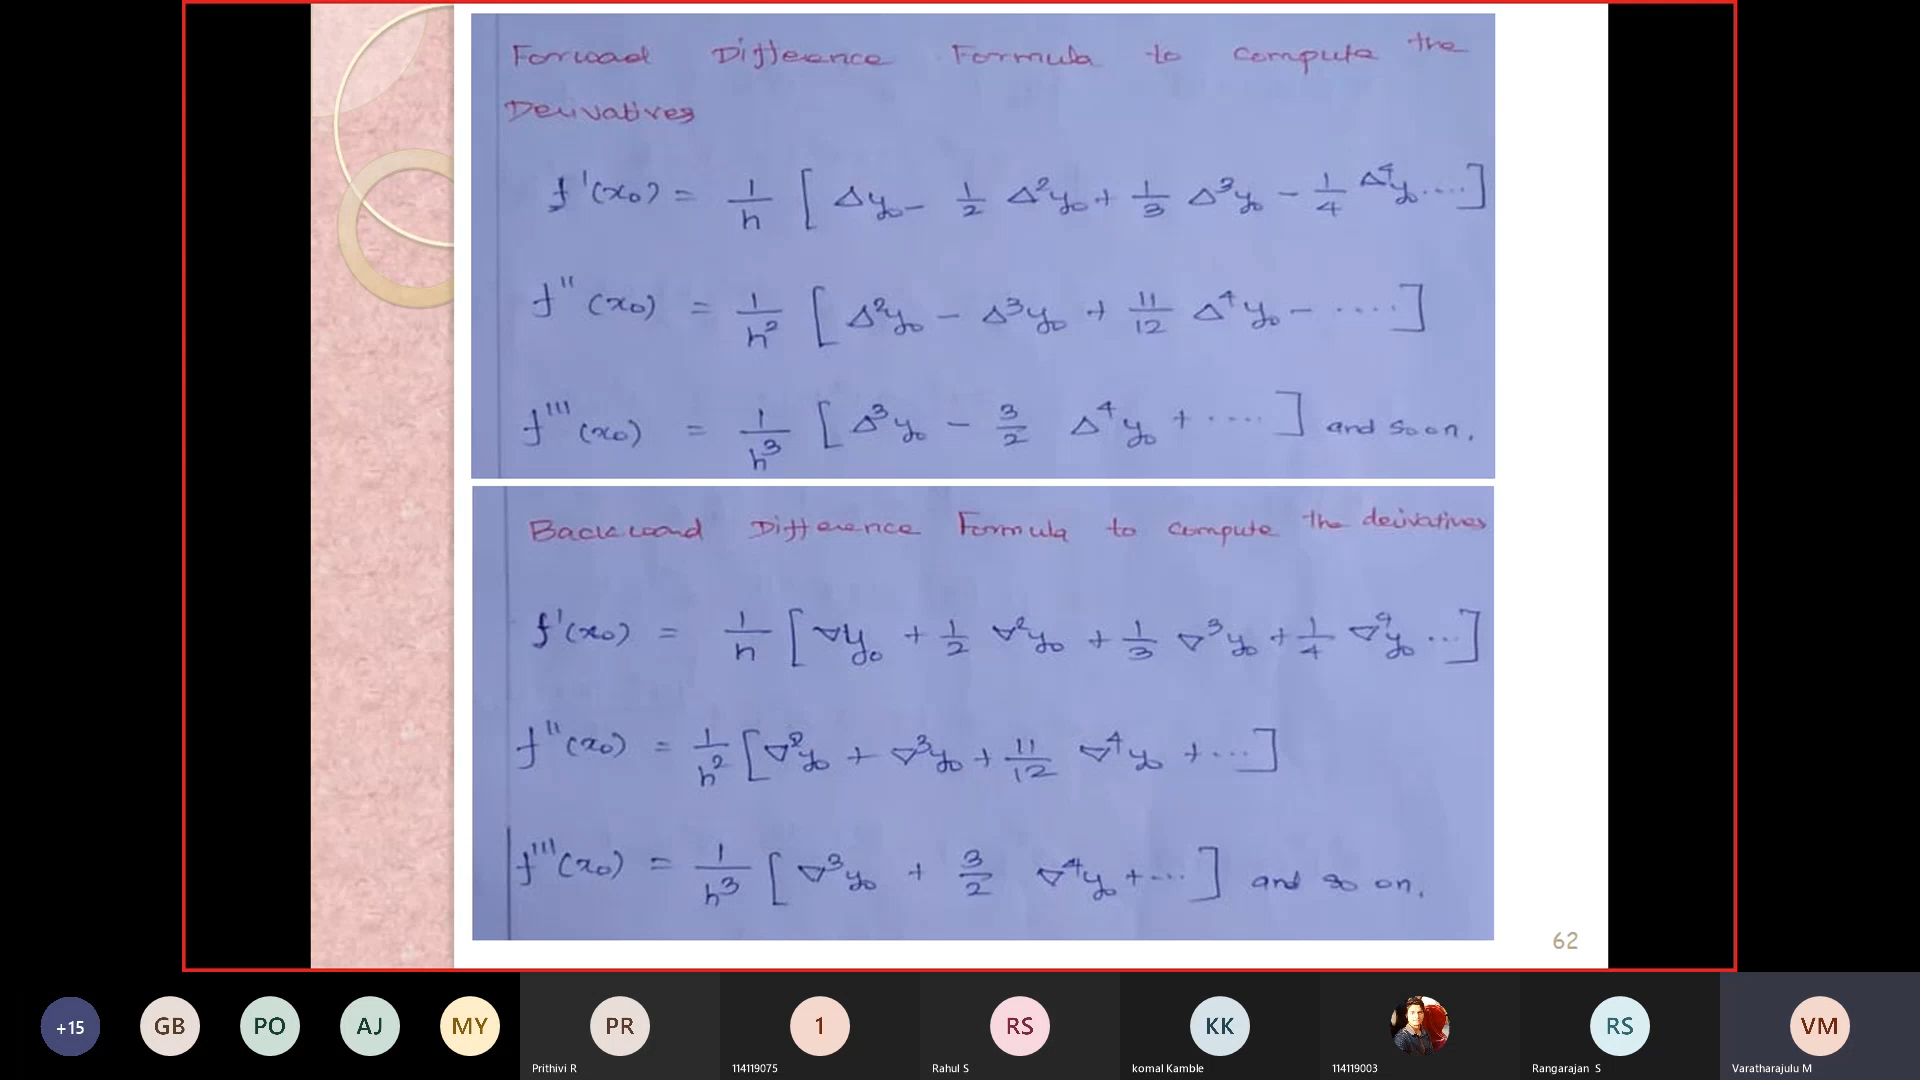 Forward Difference Formula to compute the
Derivatives
f'(x₀) = 1/h [ Δy₀ - 1/2 Δ²y₀ + 1/3 Δ³y₀ - 1/4 Δ⁴y₀ .... ]
f''(x₀) = 1/h² [ Δ²y₀ - Δ³y₀ + 11/12 Δ⁴y₀ - ..... ]
f'''(x₀) = 1/h³ [ Δ³y₀ - 3/2 Δ⁴y₀ + ..... ] and so on.
Backward Difference Formula to compute the derivatives
f'(x₀) = 1/h [ ∇y₀ + 1/2 ∇²y₀ + 1/3 ∇³y₀ + 1/4 ∇⁴y₀ ... ]
f''(x₀) = 1/h² [ ∇²y₀ + ∇³y₀ + 11/12 ∇⁴y₀ + ... ]
f'''(x₀) = 1/h³ [ ∇³y₀ + 3/2 ∇⁴y₀ + ... ] and so on.
62
+15 GB PO AJ MY PR 1 RS KK RS VM
Prithivi R 114119075 Rahul S komal Kamble 114119003 Rangarajan S Varatharajulu M